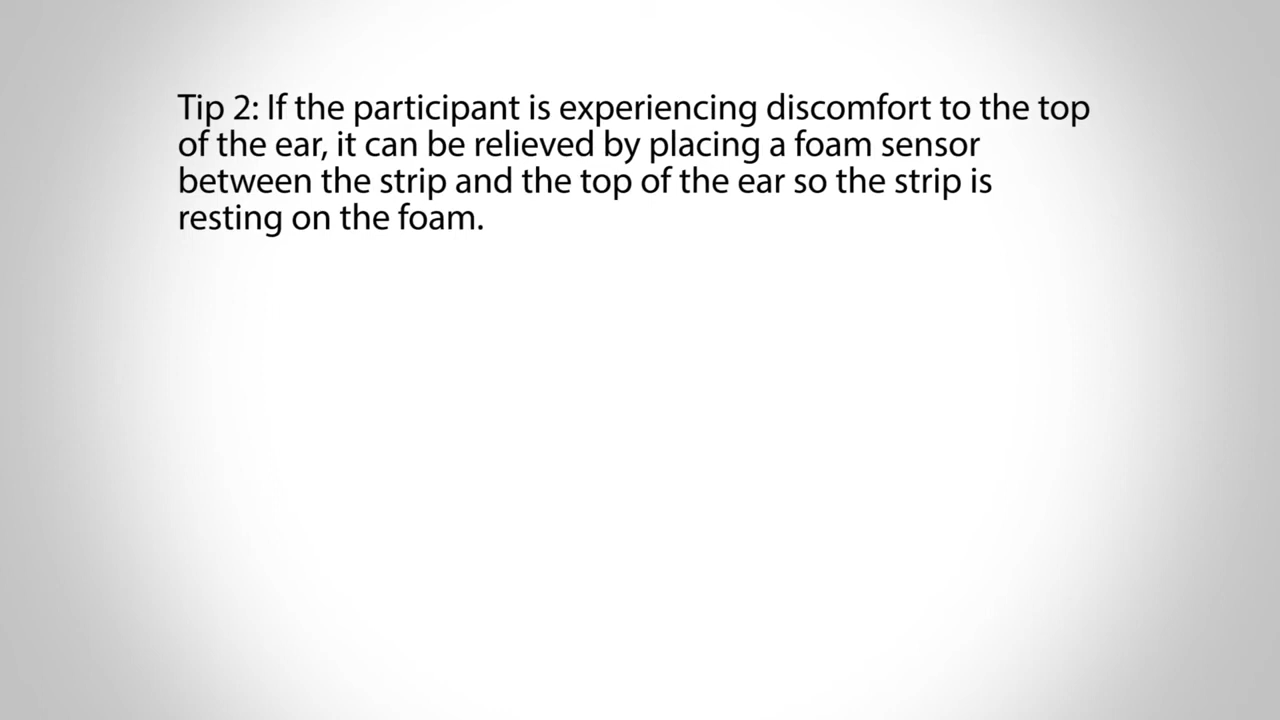 Tip 2: If the participant is experiencing discomfort to the top
of the ear, it can be relieved by placing a foam sensor
between the strip and the top of the ear so the strip is
resting on the foam.